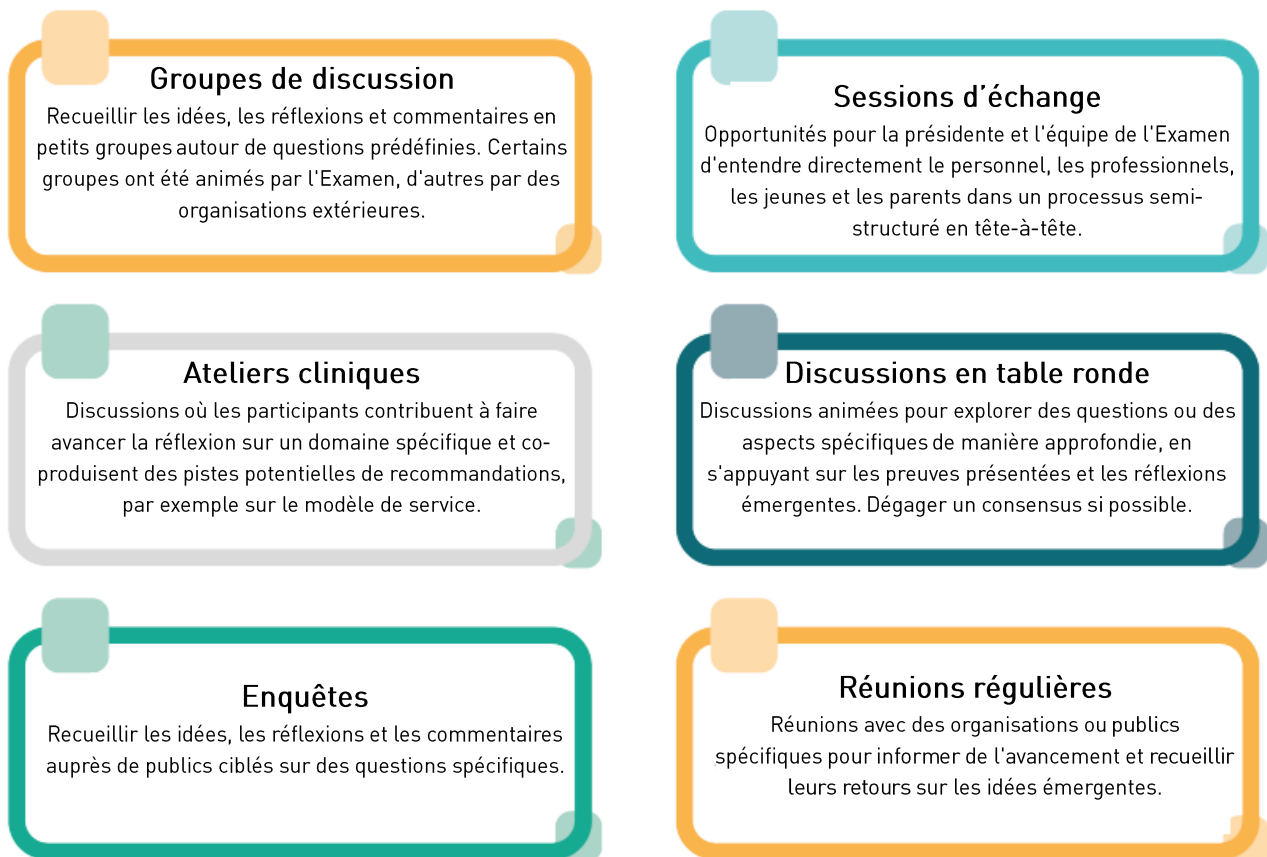 Groupes de discussion
Recueillir les idées, les réflexions et commentaires en
petits groupes autour de questions prédéfinies. Certains
groupes ont été animés par l'Examen, d'autres par des
organisations extérieures.
Sessions d’échange
Opportunités pour la présidente et l'équipe de l'Examen
d'entendre directement le personnel, les professionnels,
les jeunes et les parents dans un processus semi-
structuré en tête-à-tête.
Ateliers cliniques
Discussions où les participants contribuent à faire
avancer la réflexion sur un domaine spécifique et co-
produisent des pistes potentielles de recommandations,
par exemple sur le modèle de service.
Discussions en table ronde
Discussions animées pour explorer des questions ou des
aspects spécifiques de manière approfondie, en
s'appuyant sur les preuves présentées et les réflexions
émergentes. Dégager un consensus si possible.
Enquêtes
Recueillir les idées, les réflexions et les commentaires
auprès de publics ciblés sur des questions spécifiques.
Réunions régulières
Réunions avec des organisations ou publics
spécifiques pour informer de l'avancement et recueillir
leurs retours sur les idées émergentes.